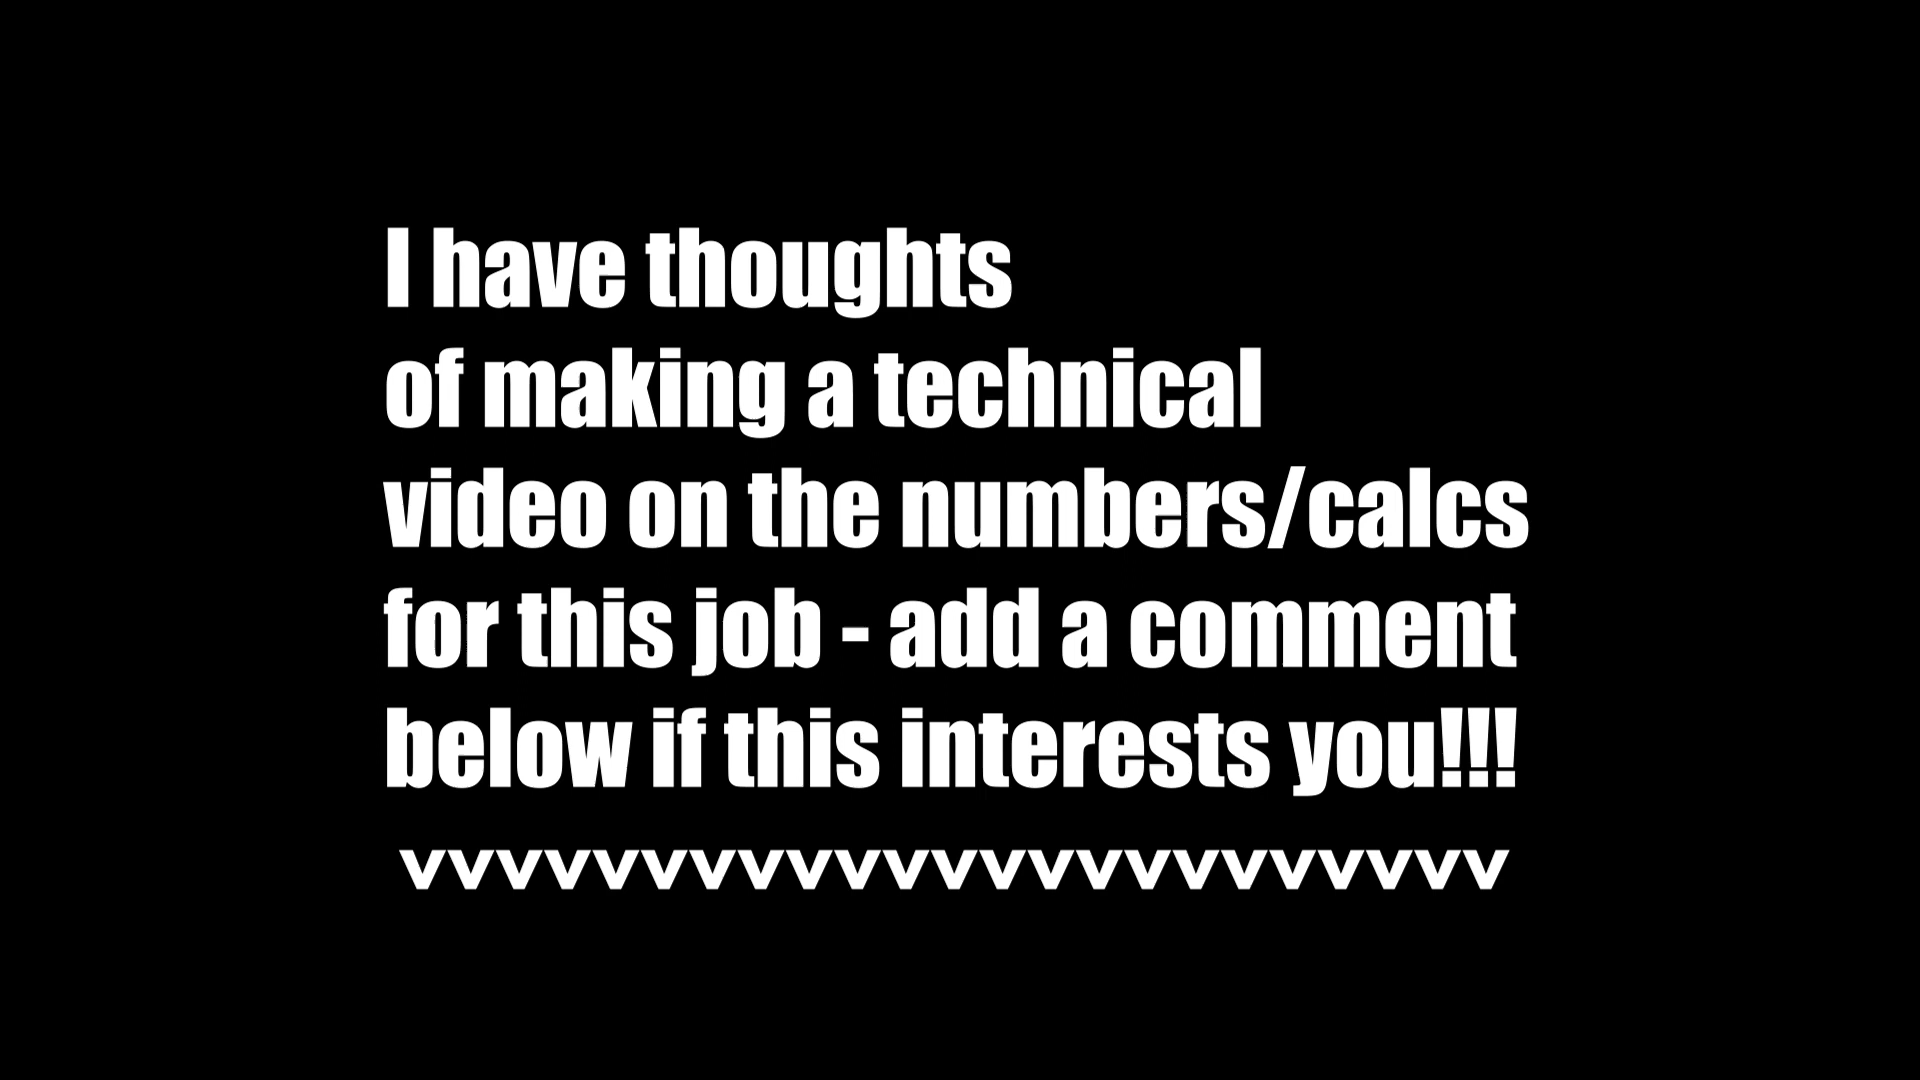 I have thoughts
of making a technical
video on the numbers/calcs
for this job - add a comment
below if this interests you!!!
vvvvvvvvvvvvvvvvvvvvvvv